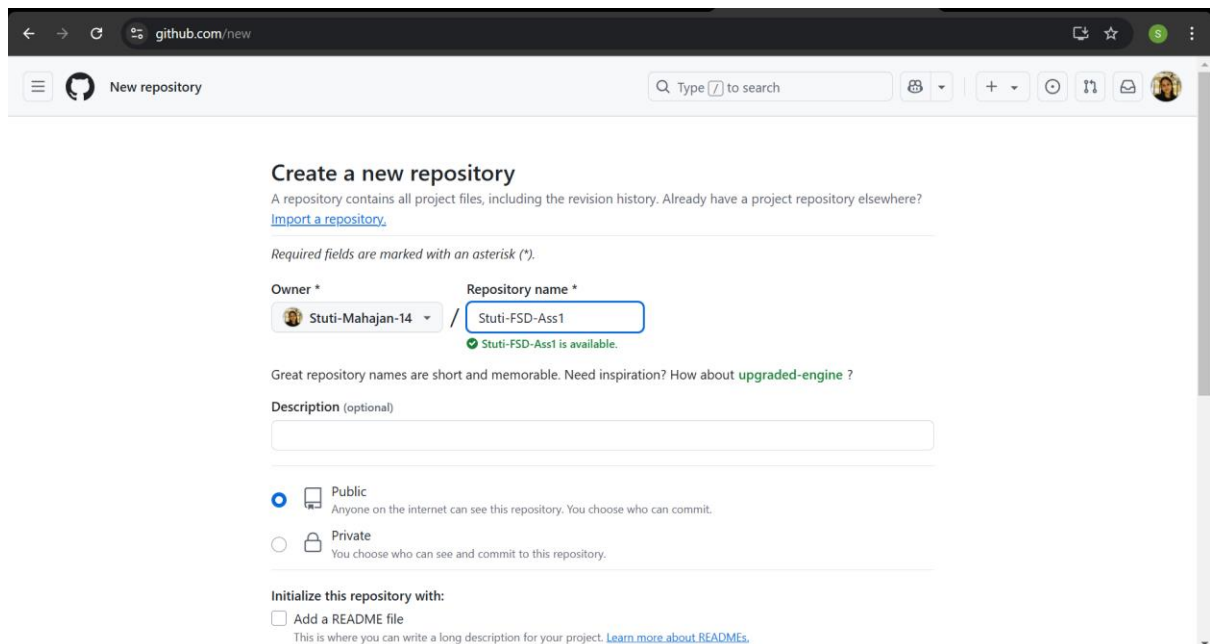 github.com/new
S
New repository
Type / to search
Create a new repository
A repository contains all project files, including the revision history. Already have a project repository elsewhere?
Import a repository.
Required fields are marked with an asterisk (*).
Owner * Repository name *
Stuti-Mahajan-14 / Stuti-FSD-Ass1
Stuti-FSD-Ass1 is available.
Great repository names are short and memorable. Need inspiration? How about upgraded-engine ?
Description (optional)
Public
Anyone on the internet can see this repository. You choose who can commit.
Private
You choose who can see and commit to this repository.
Initialize this repository with:
Add a README file
This is where you can write a long description for your project. Learn more about READMEs.